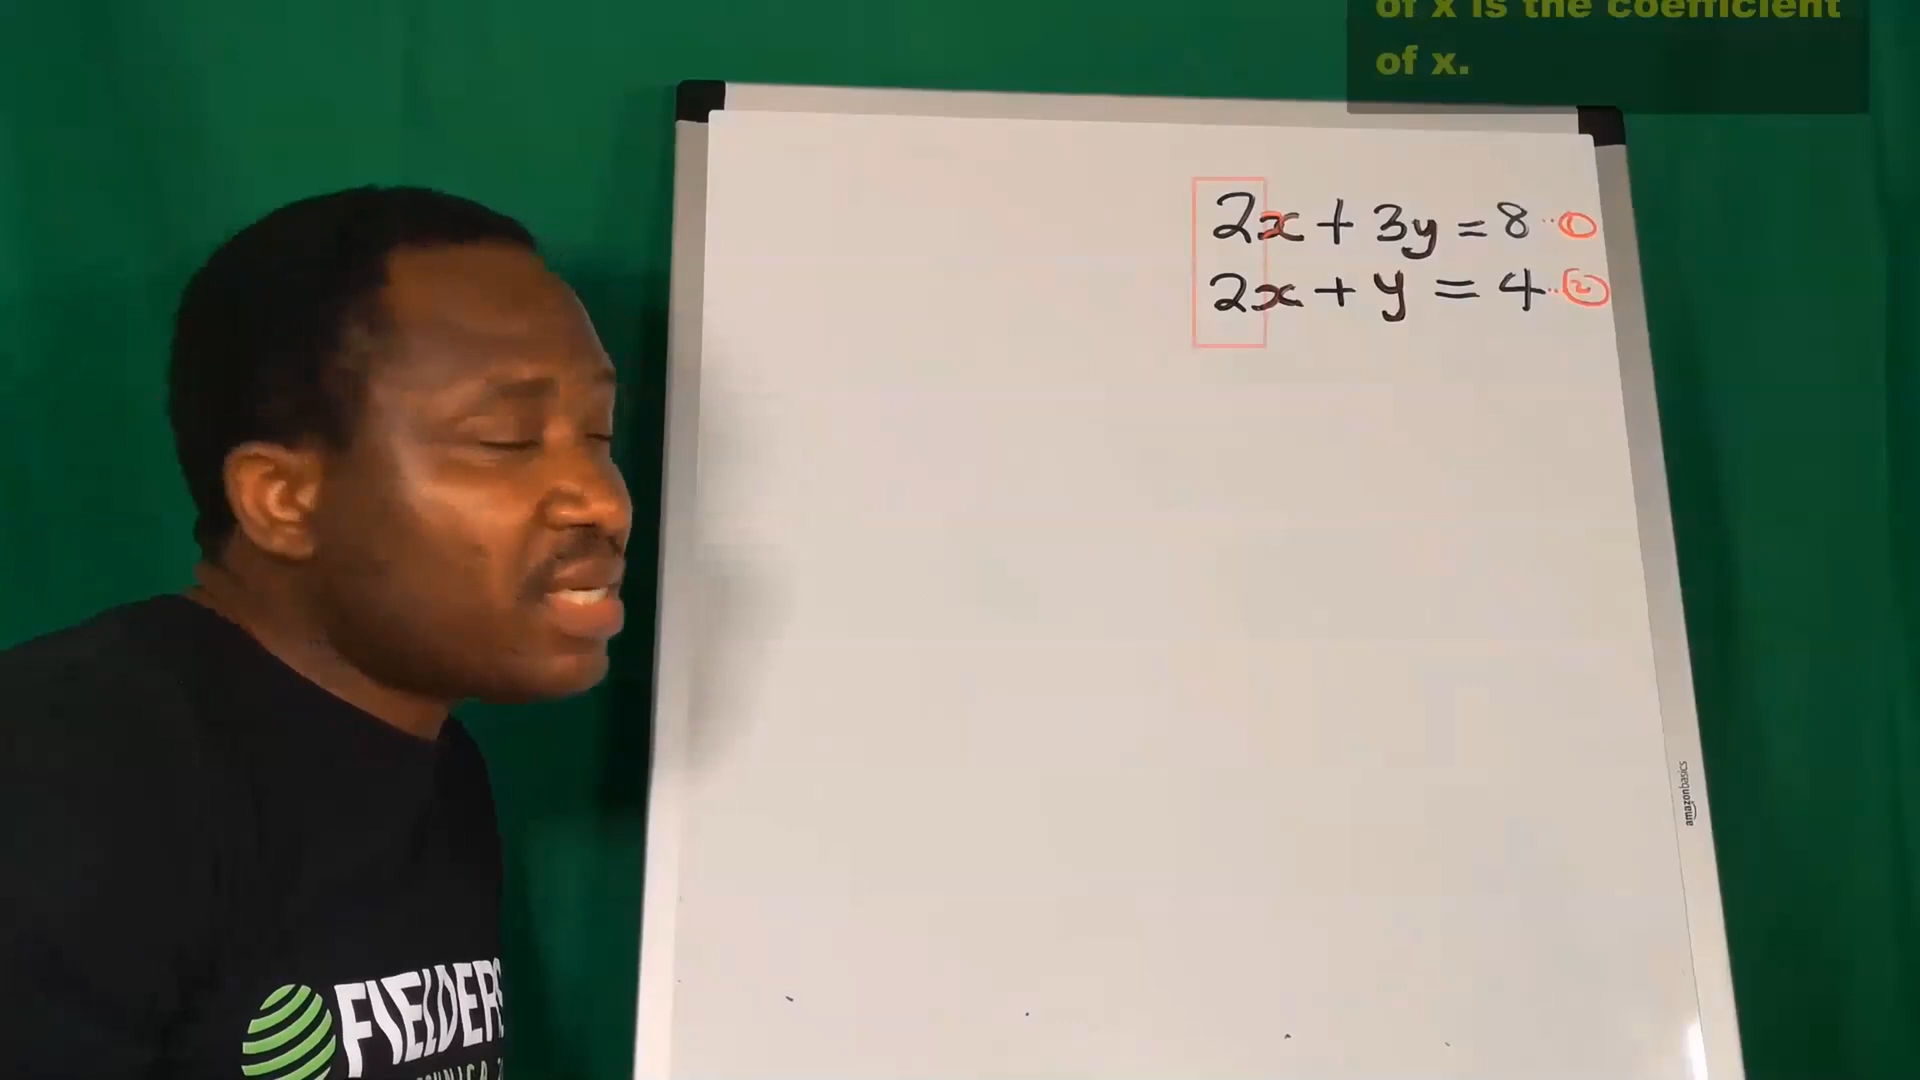 of x is the coefficient
of x.
2x + 3y = 8 ..①
2x + y = 4 ..②
amazonbasics
FIELDERS